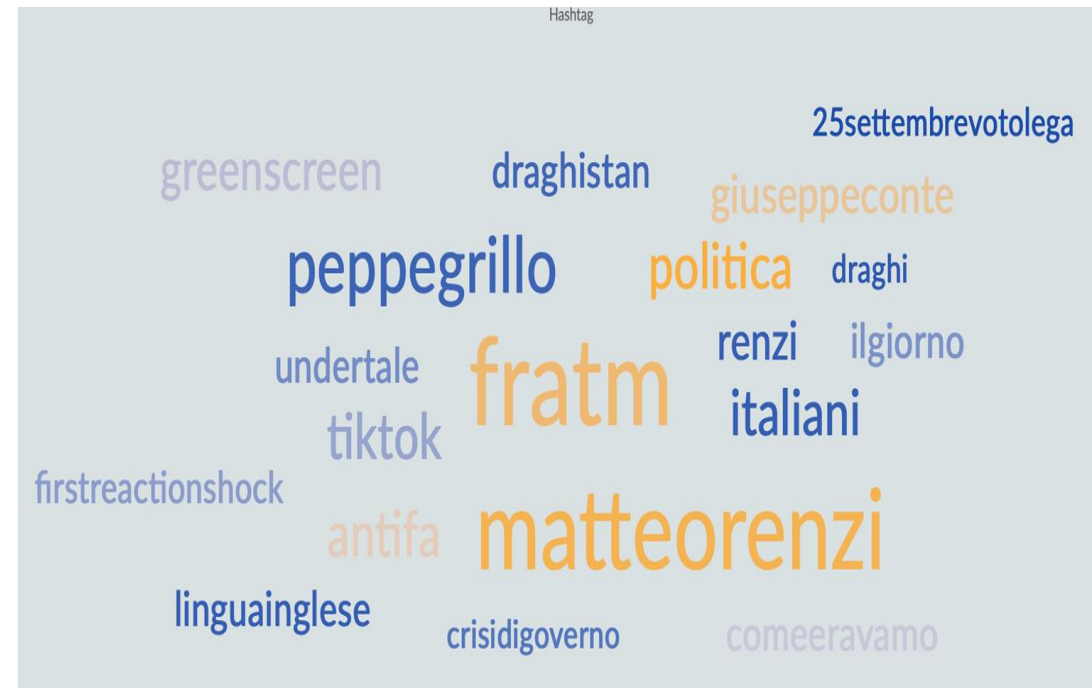 Hashtag
25settembrevotolega
greenscreen
draghistan
giuseppeconte
peppegrillo
politica
draghi
renzi
ilgiorno
undertale
fratm
italiani
tiktok
firstreactionshock
antifa
matteorenzi
linguainglese
crisidigoverno
comeeravamo